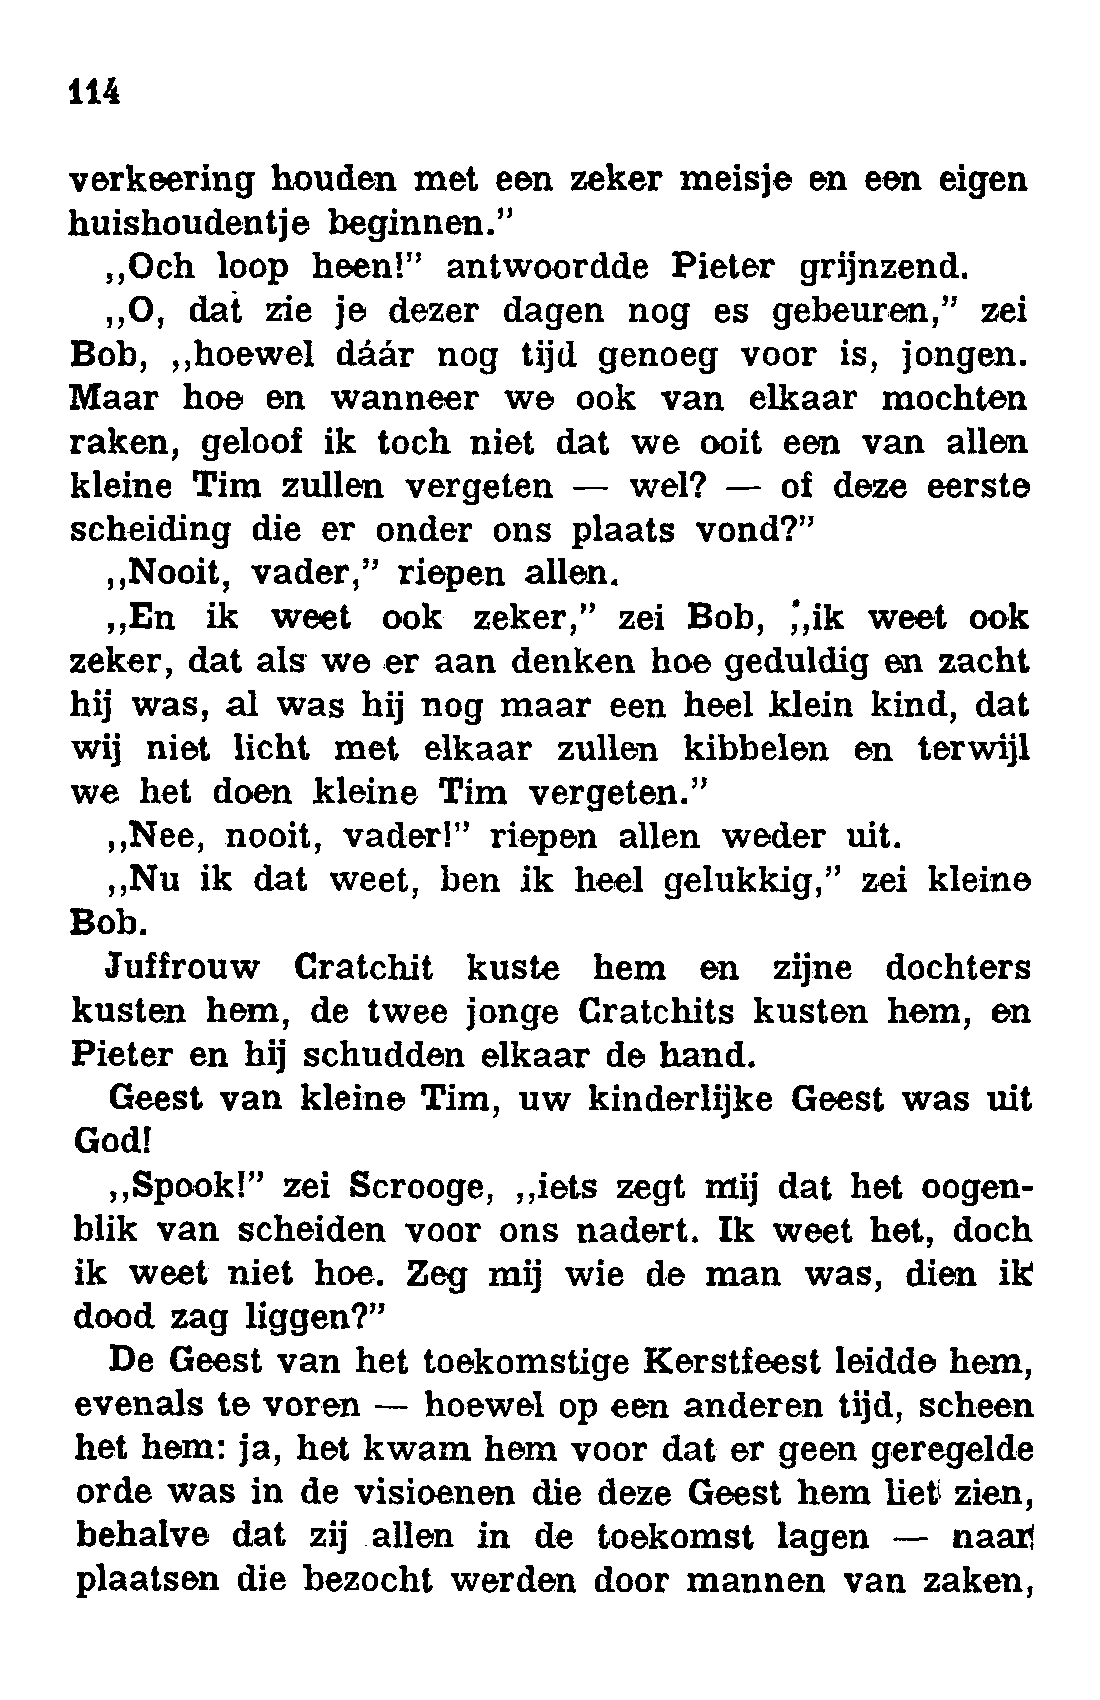 114
verkeering houden met een zeker meisje en een eigen
huishoudentje beginnen.”
,,Och loop heen!” antwoordde Pieter grijnzend.
,,O, dat zie je dezer dagen nog es gebeuren,” zei
Bob, ,,hoewel dáár nog tijd genoeg voor is, jongen.
Maar hoe en wanneer we ook van elkaar mochten
raken, geloof ik toch niet dat we ooit een van allen
kleine Tim zullen vergeten — wel? — of deze eerste
scheiding die er onder ons plaats vond?”
,,Nooit, vader,” riepen allen.
,,En ik weet ook zeker,” zei Bob, ,,ik weet ook
zeker, dat als we er aan denken hoe geduldig en zacht
hij was, al was hij nog maar een heel klein kind, dat
wij niet licht met elkaar zullen kibbelen en terwijl
we het doen kleine Tim vergeten.”
,,Nee, nooit, vader!” riepen allen weder uit.
,,Nu ik dat weet, ben ik heel gelukkig,” zei kleine
Bob.
Juffrouw Cratchit kuste hem en zijne dochters
kusten hem, de twee jonge Cratchits kusten hem, en
Pieter en hij schudden elkaar de hand.
Geest van kleine Tim, uw kinderlijke Geest was uit
God!
,,Spook!” zei Scrooge, ,,iets zegt mij dat het oogen-
blik van scheiden voor ons nadert. Ik weet het, doch
ik weet niet hoe. Zeg mij wie de man was, dien ik
dood zag liggen?”
De Geest van het toekomstige Kerstfeest leidde hem,
evenals te voren — hoewel op een anderen tijd, scheen
het hem: ja, het kwam hem voor dat er geen geregelde
orde was in de visioenen die deze Geest hem liet zien,
behalve dat zij allen in de toekomst lagen — naar
plaatsen die bezocht werden door mannen van zaken,